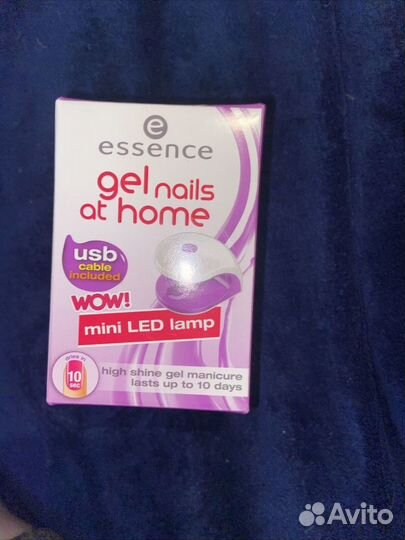 e
essence
gel nails
at home
usb
cable
included
WOW!
mini LED lamp
dries in
10
sec
high shine gel manicure
lasts up to 10 days
Avito